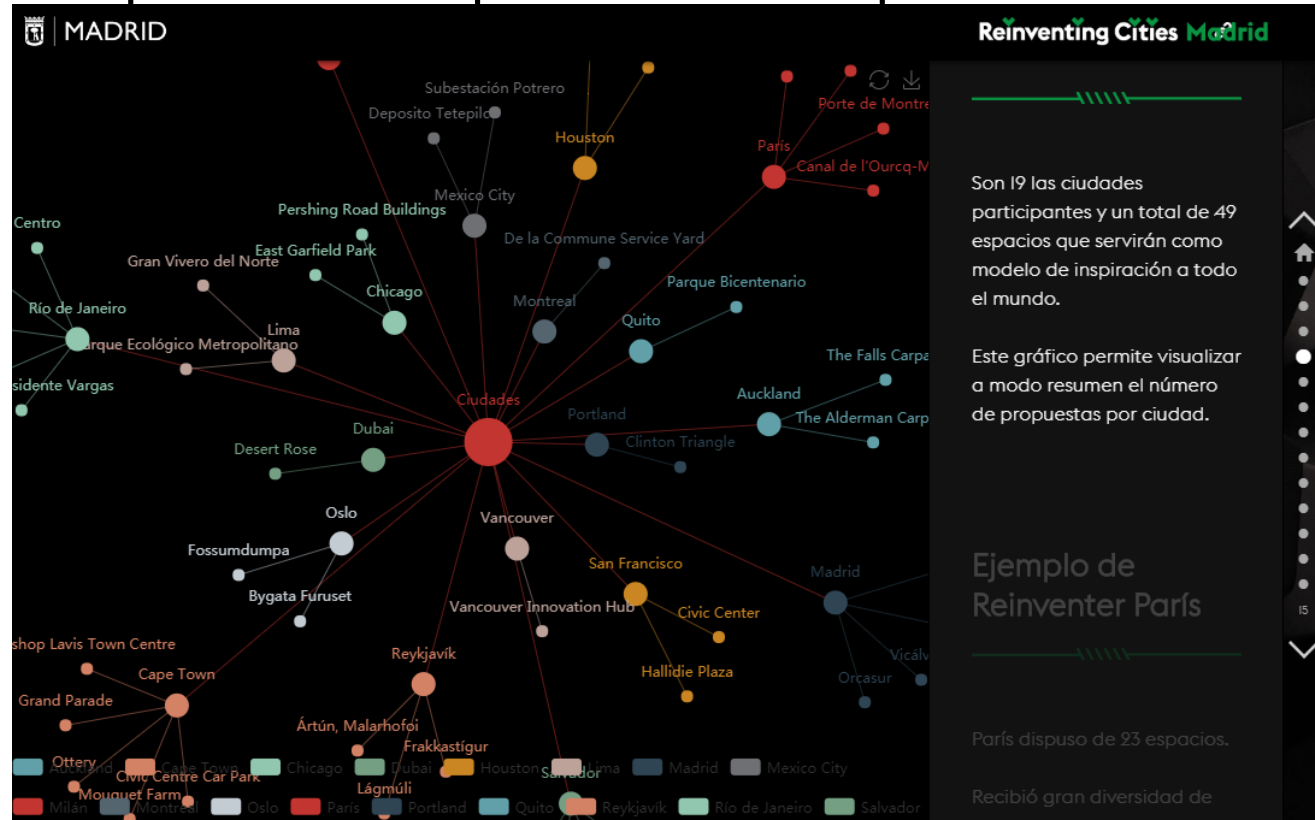 MADRID
Reinventing Cities Madrid
Subestación Potrero
Deposito Tetepilco
Houston
París
Porte de Montre
Canal de l'Ourcq-M
Mexico City
Pershing Road Buildings
Centro
De la Commune Service Yard
East Garfield Park
Gran Vivero del Norte
Parque Bicentenario
Chicago
Montreal
Río de Janeiro
Quito
Lima
arque Ecológico Metropolitano
The Falls Carpa
sidente Vargas
Auckland
Ciudades
Portland
The Alderman Carp
Dubai
Clinton Triangle
Desert Rose
Oslo
Vancouver
Fossumdumpa
San Francisco
Madrid
Bygata Furuset
Vancouver Innovation Hub
Civic Center
shop Lavis Town Centre
Reykjavík
Vicálv
Cape Town
Hallidie Plaza
Orcasur
Grand Parade
Ártún, Malarhofoi
Frakkastígur
Ottery
Civic Centre Car Park
Salvador
Mouquet Farm
Lágmúli
Auckland Cape Town Chicago Dubai Houston Lima Madrid Mexico City
Milán Montreal Oslo París Portland Quito Reykjavík Río de Janeiro Salvador
Son 19 las ciudades
participantes y un total de 49
espacios que servirán como
modelo de inspiración a todo
el mundo.
Este gráfico permite visualizar
a modo resumen el número
de propuestas por ciudad.
Ejemplo de
Reinventer París
París dispuso de 23 espacios.
Recibió gran diversidad de
15